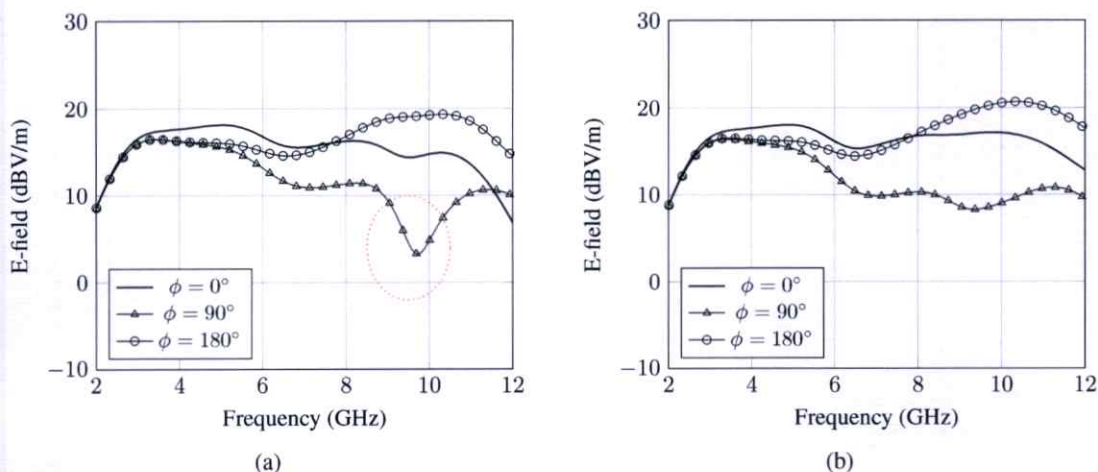 30
20
10
0
−10
E-field (dBV/m)
ϕ = 0°
ϕ = 90°
ϕ = 180°
2 4 6 8 10 12
Frequency (GHz)
(a)
30
20
10
0
−10
E-field (dBV/m)
ϕ = 0°
ϕ = 90°
ϕ = 180°
2 4 6 8 10 12
Frequency (GHz)
(b)